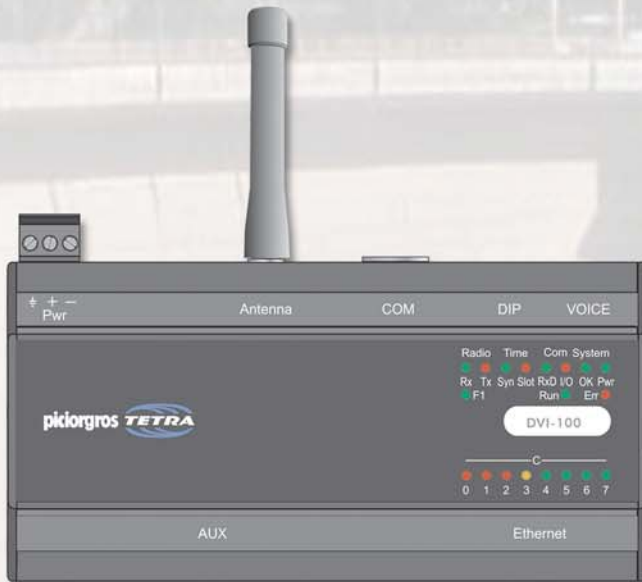 ⏚ + −
Pwr Antenna COM DIP VOICE
Radio Time Com System
Rx Tx Syn Slot RxD I/O OK Pwr
F1 Run Err
piciorgros TETRA
DVI-100
C
0 1 2 3 4 5 6 7
AUX Ethernet